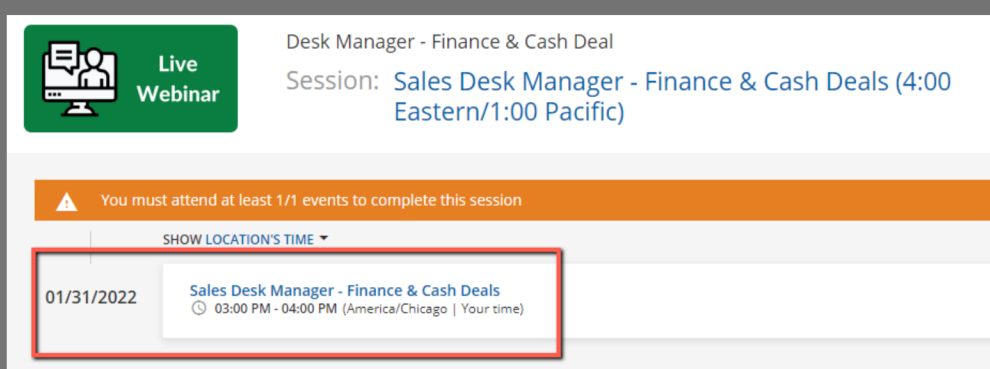 Live
Webinar
Desk Manager - Finance & Cash Deal
Session: Sales Desk Manager - Finance & Cash Deals (4:00
Eastern/1:00 Pacific)
You must attend at least 1/1 events to complete this session
SHOW LOCATION'S TIME
01/31/2022
Sales Desk Manager - Finance & Cash Deals
03:00 PM - 04:00 PM (America/Chicago | Your time)